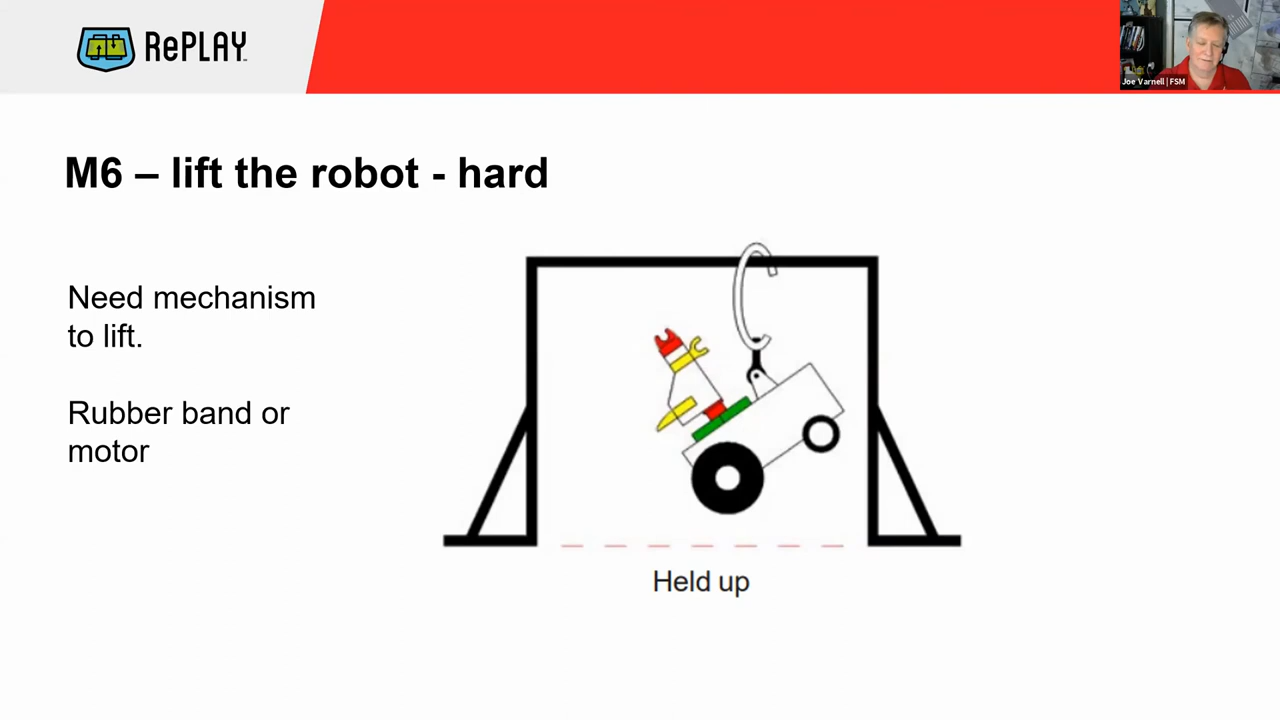 RePLAY
Joe Varnell | FSM
M6 – lift the robot - hard
Need mechanism
to lift.
Rubber band or
motor
Held up